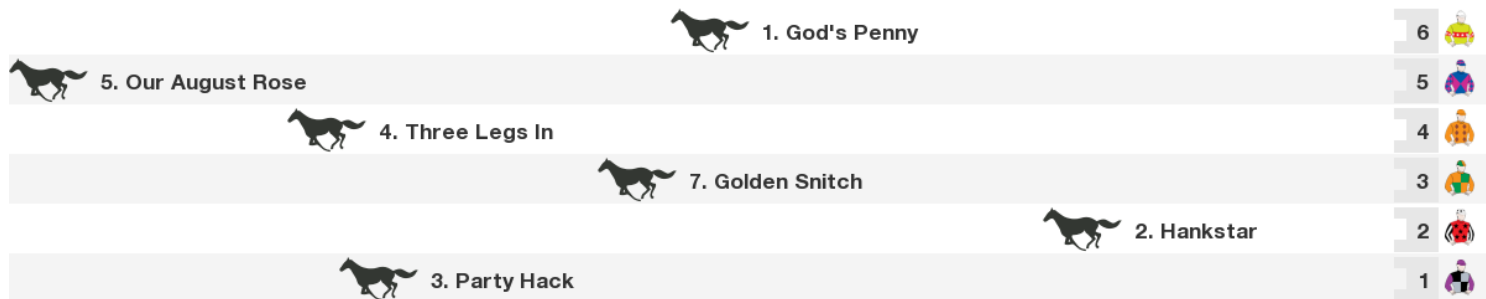 1. God's Penny 6
5. Our August Rose 5
4. Three Legs In 4
7. Golden Snitch 3
2. Hankstar 2
3. Party Hack 1